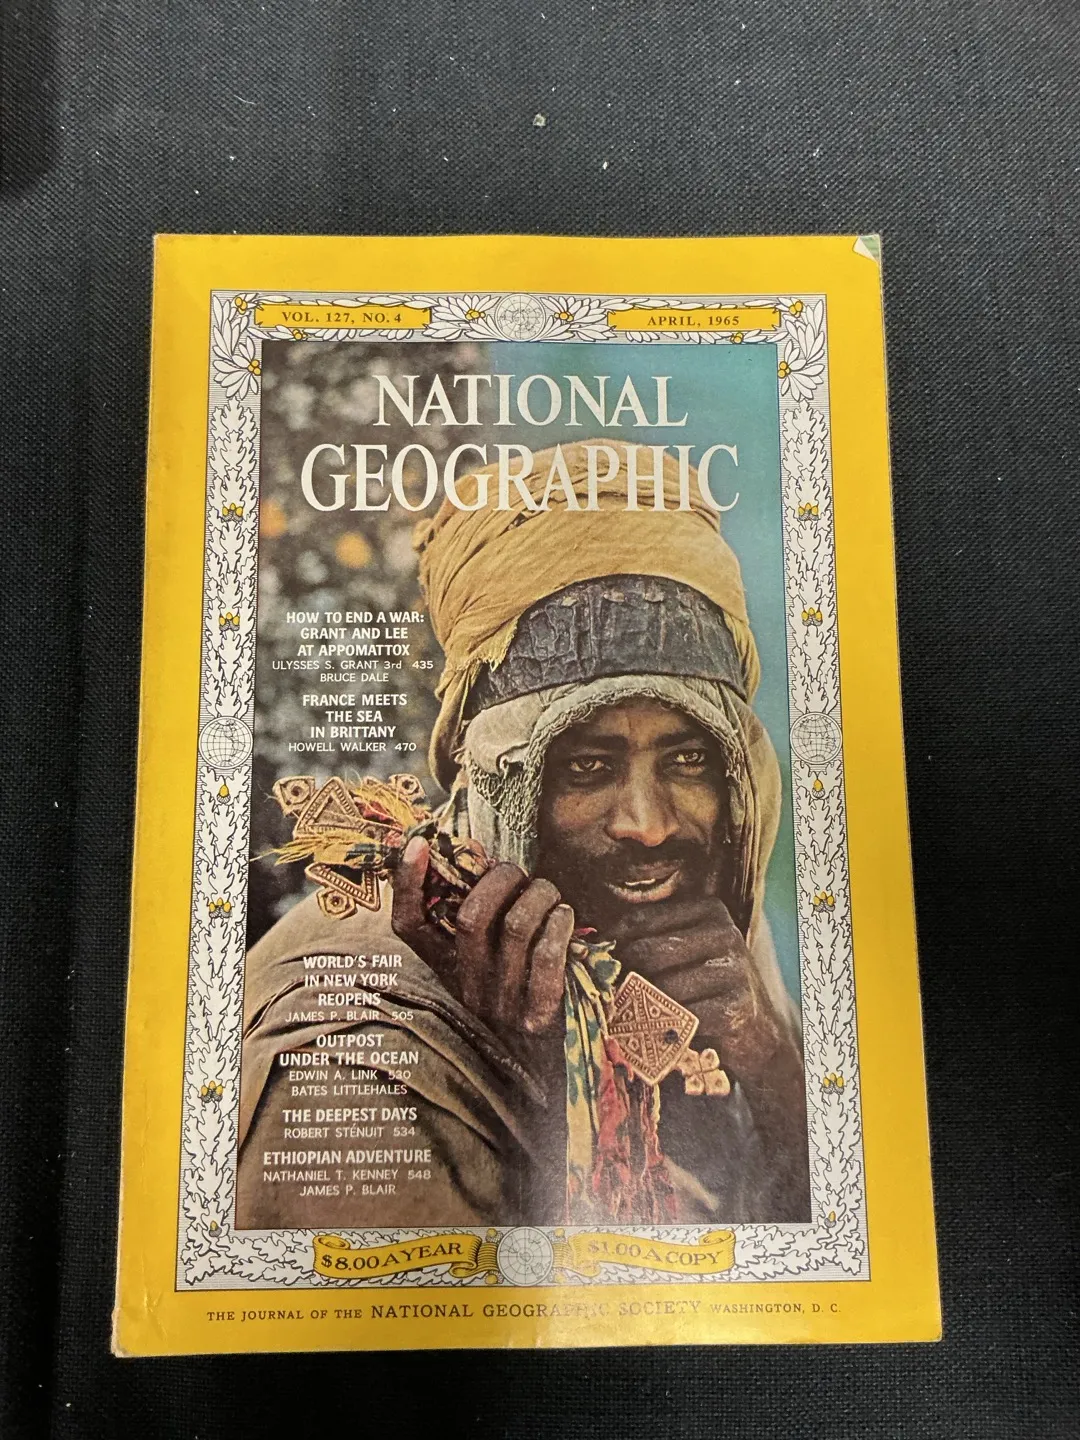 VOL. 127, NO. 4
APRIL, 1965
NATIONAL
GEOGRAPHIC
HOW TO END A WAR:
GRANT AND LEE
AT APPOMATTOX
ULYSSES S. GRANT 3rd 435
BRUCE DALE
FRANCE MEETS
THE SEA
IN BRITTANY
HOWELL WALKER 470
WORLD'S FAIR
IN NEW YORK
REOPENS
JAMES P. BLAIR 505
OUTPOST
UNDER THE OCEAN
EDWIN A. LINK 530
BATES LITTLEHALES
THE DEEPEST DAYS
ROBERT STÉNUIT 534
ETHIOPIAN ADVENTURE
NATHANIEL T. KENNEY 548
JAMES P. BLAIR
$8.00 A YEAR
$1.00 A COPY
THE JOURNAL OF THE NATIONAL GEOGRAPHIC SOCIETY WASHINGTON, D. C.